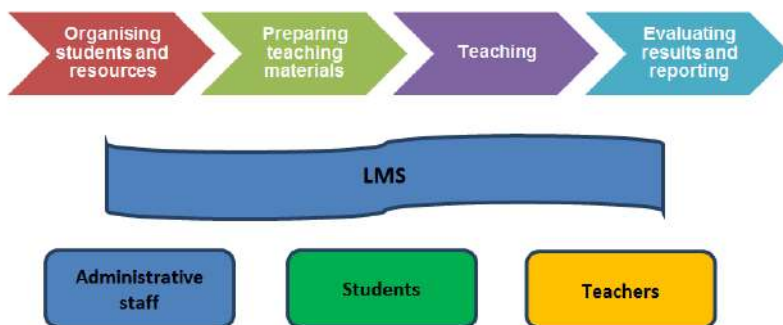 Organising
students and
resources
Preparing
teaching
materials
Teaching
Evaluating
results and
reporting
LMS
Administrative
staff
Students
Teachers